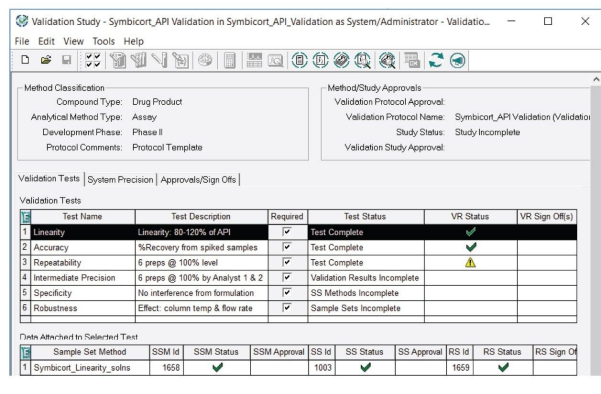 Validation Study - Symbicort_API Validation in Symbicort_API_Validation as System/Administrator - Validatio...
File Edit View Tools Help
Method Classification
Compound Type: Drug Product
Analytical Method Type: Assay
Development Phase: Phase II
Protocol Comments: Protocol Template
Method/Study Approvals
Validation Protocol Approval:
Validation Protocol Name: Symbicort_API Validation (Validation
Study Status: Study Incomplete
Validation Study Approval:
Validation Tests System Precision Approvals/Sign Offs
Validation Tests
Test Name Test Description Required Test Status VR Status VR Sign Off(s)
1 Linearity Linearity: 80-120% of API Test Complete
2 Accuracy %Recovery from spiked samples Test Complete
3 Repeatability 6 preps @ 100% level Test Complete
4 Intermediate Precision 6 preps @ 100% by Analyst 1 & 2 Validation Results Incomplete
5 Specificity No interference from formulation SS Methods Incomplete
6 Robustness Effect: column temp & flow rate Sample Sets Incomplete
Data Attached to Selected Test
Sample Set Method SSM Id SSM Status SSM Approval SS Id SS Status SS Approval RS Id RS Status RS Sign Of
1 Symbicort_Linearity_solns 1658 1003 1659